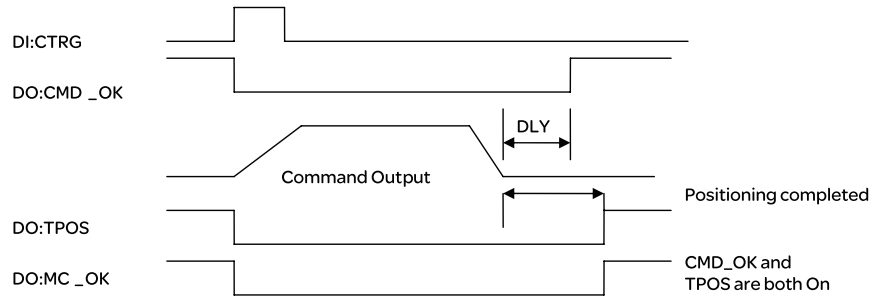 DI:CTRG
DO:CMD _OK
DLY
Command Output
Positioning completed
DO:TPOS
DO:MC _OK
CMD_OK and
TPOS are both On